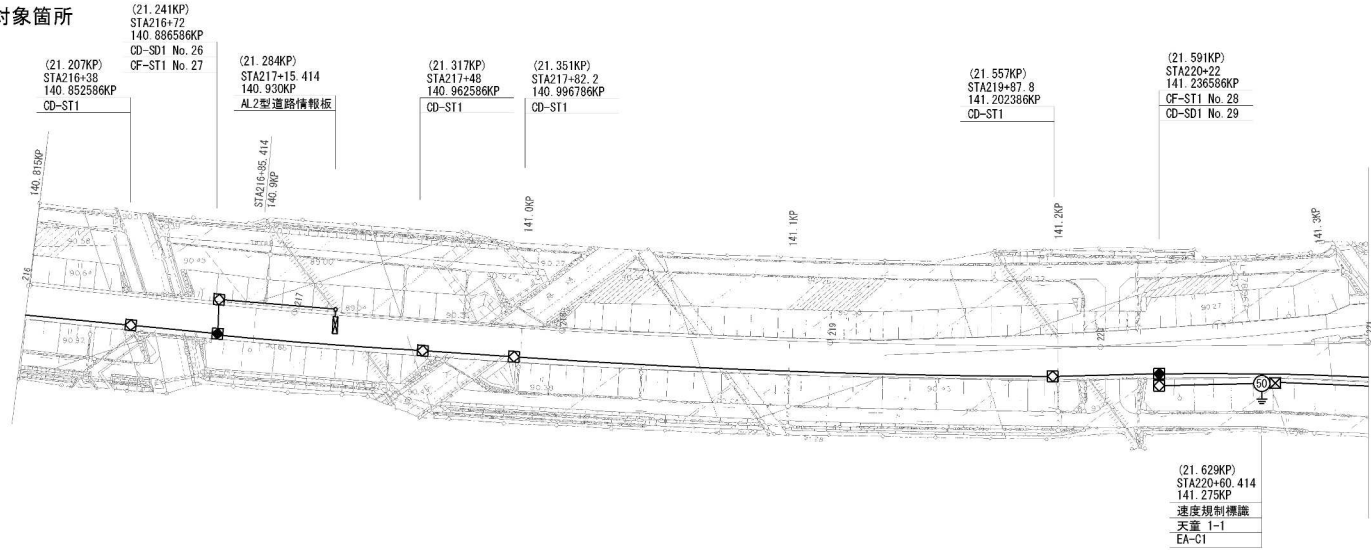 対象箇所
(21.207KP)
STA216+38
140.852586KP
CD-ST1
(21.241KP)
STA216+72
140.886586KP
CD-SD1 No.26
CF-ST1 No.27
(21.284KP)
STA217+15.414
140.930KP
AL2型道路情報板
(21.317KP)
STA217+48
140.962586KP
CD-ST1
(21.351KP)
STA217+82.2
140.996786KP
CD-ST1
(21.557KP)
STA219+87.8
141.202386KP
CD-ST1
(21.591KP)
STA220+22
141.236586KP
CF-ST1 No.28
CD-SD1 No.29
140.815KP
STA216+85.414
140.9KP
141.0KP
141.1KP
141.2KP
141.3KP
216
217
219
220
90.27
50
(21.629KP)
STA220+60.414
141.275KP
速度規制標識
天童 1-1
EA-C1